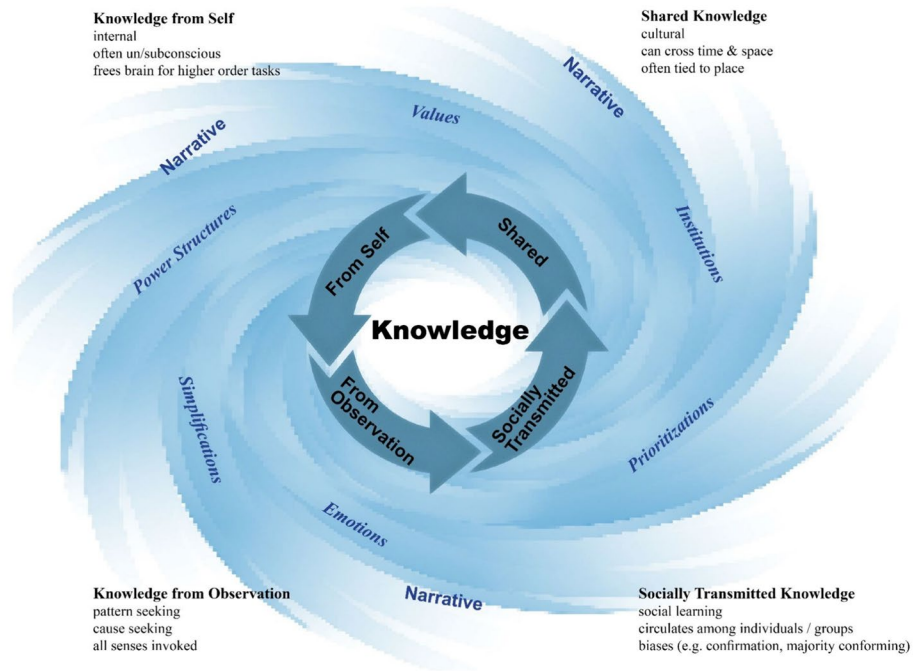 Knowledge from Self
internal
often un/subconscious
frees brain for higher order tasks
Shared Knowledge
cultural
can cross time & space
often tied to place
Narrative
Values
Narrative
Power Structures
Institutions
From Self
Shared
Knowledge
From
Observation
Socially
Transmitted
Simplifications
Prioritizations
Emotions
Narrative
Knowledge from Observation
pattern seeking
cause seeking
all senses invoked
Socially Transmitted Knowledge
social learning
circulates among individuals / groups
biases (e.g. confirmation, majority conforming)